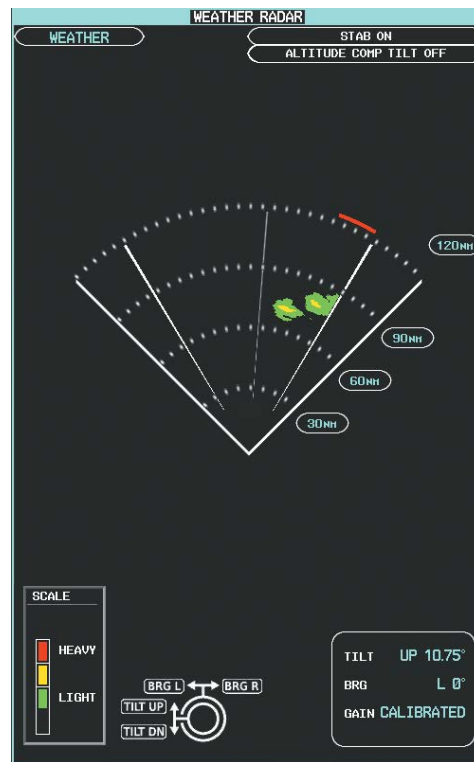 WEATHER RADAR
WEATHER
STAB ON
ALTITUDE COMP TILT OFF
120NM
90NM
60NM
30NM
SCALE
HEAVY
LIGHT
BRG L
BRG R
TILT UP
TILT DN
TILT UP 10.75°
BRG L 0°
GAIN CALIBRATED